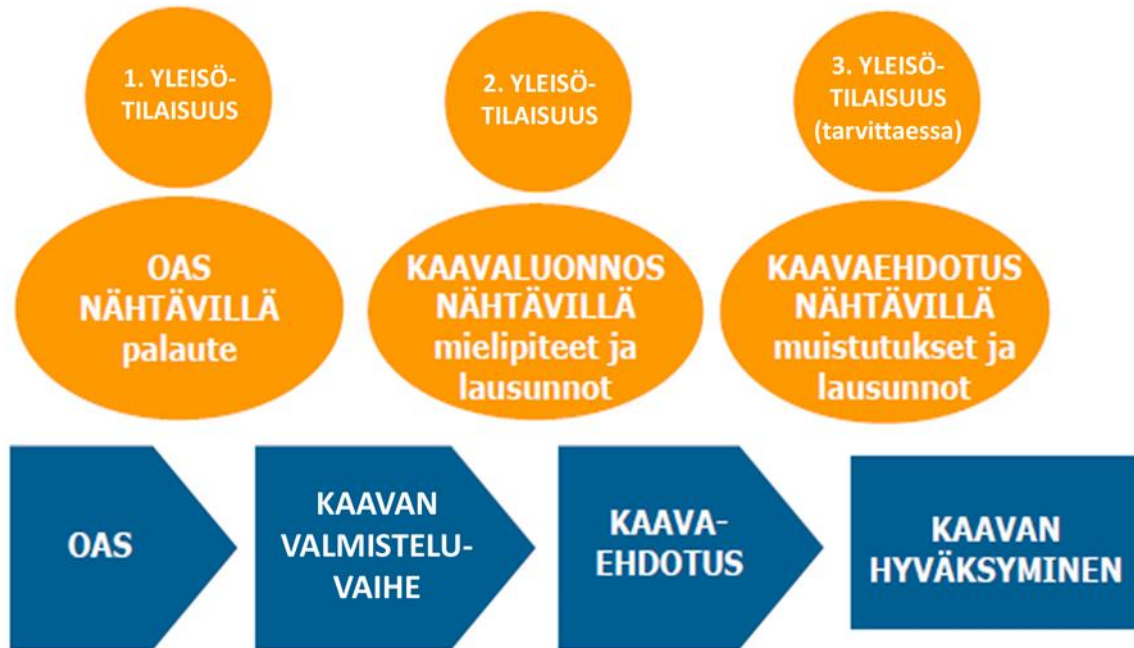 1. YLEISÖ-
TILAISUUS
2. YLEISÖ-
TILAISUUS
3. YLEISÖ-
TILAISUUS
(tarvittaessa)
OAS
NÄHTÄVILLÄ
palaute
KAAVALUONNOS
NÄHTÄVILLÄ
mielipiteet ja
lausunnot
KAAVAEHDOTUS
NÄHTÄVILLÄ
muistutukset ja
lausunnot
OAS
KAAVAN
VALMISTELU-
VAIHE
KAAVA-
EHDOTUS
KAAVAN
HYVÄKSYMINEN